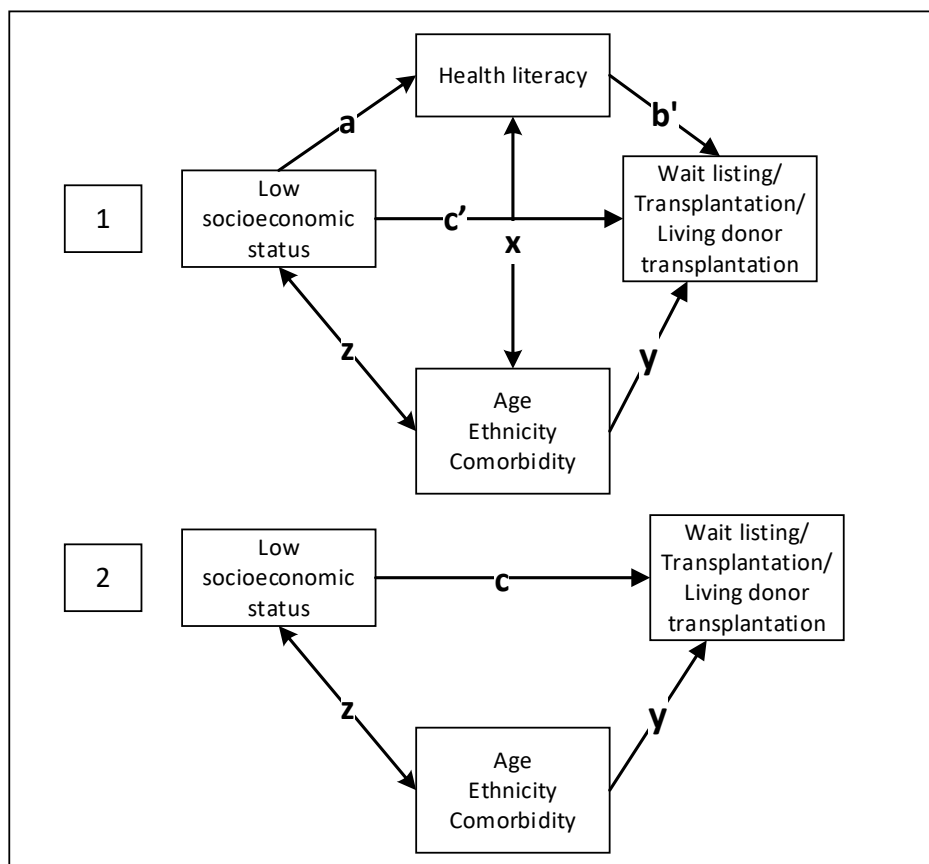 Health literacy
a
b'
1
Low
socioeconomic
status
c’
x
Wait listing/
Transplantation/
Living donor
transplantation
z
y
Age
Ethnicity
Comorbidity
2
Low
socioeconomic
status
c
Wait listing/
Transplantation/
Living donor
transplantation
z
y
Age
Ethnicity
Comorbidity